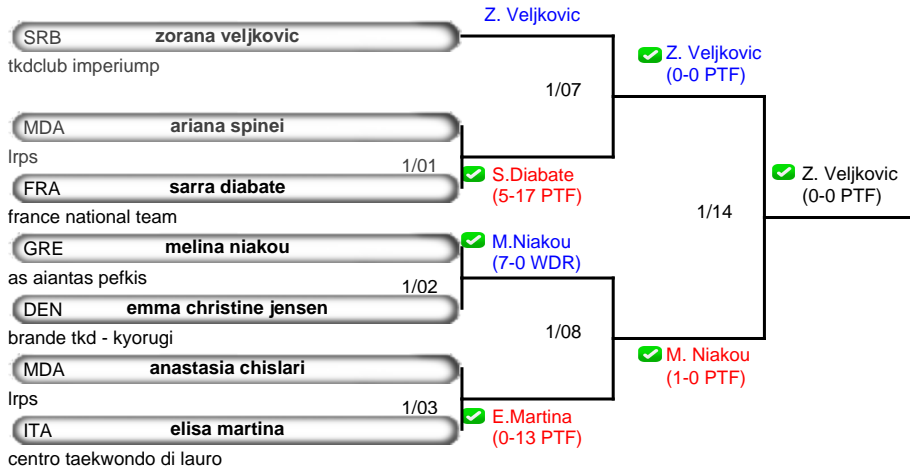 Z. Veljkovic
SRB zorana veljkovic
tkdclub imperiump
Z. Veljkovic
(0-0 PTF)
1/07
MDA ariana spinei
lrps
1/01
FRA sarra diabate
france national team
S.Diabate
(5-17 PTF)
Z. Veljkovic
(0-0 PTF)
1/14
GRE melina niakou
as aiantas pefkis
M.Niakou
(7-0 WDR)
1/02
DEN emma christine jensen
brande tkd - kyorugi
1/08
MDA anastasia chislari
lrps
M. Niakou
(1-0 PTF)
1/03
ITA elisa martina
centro taekwondo di lauro
E.Martina
(0-13 PTF)